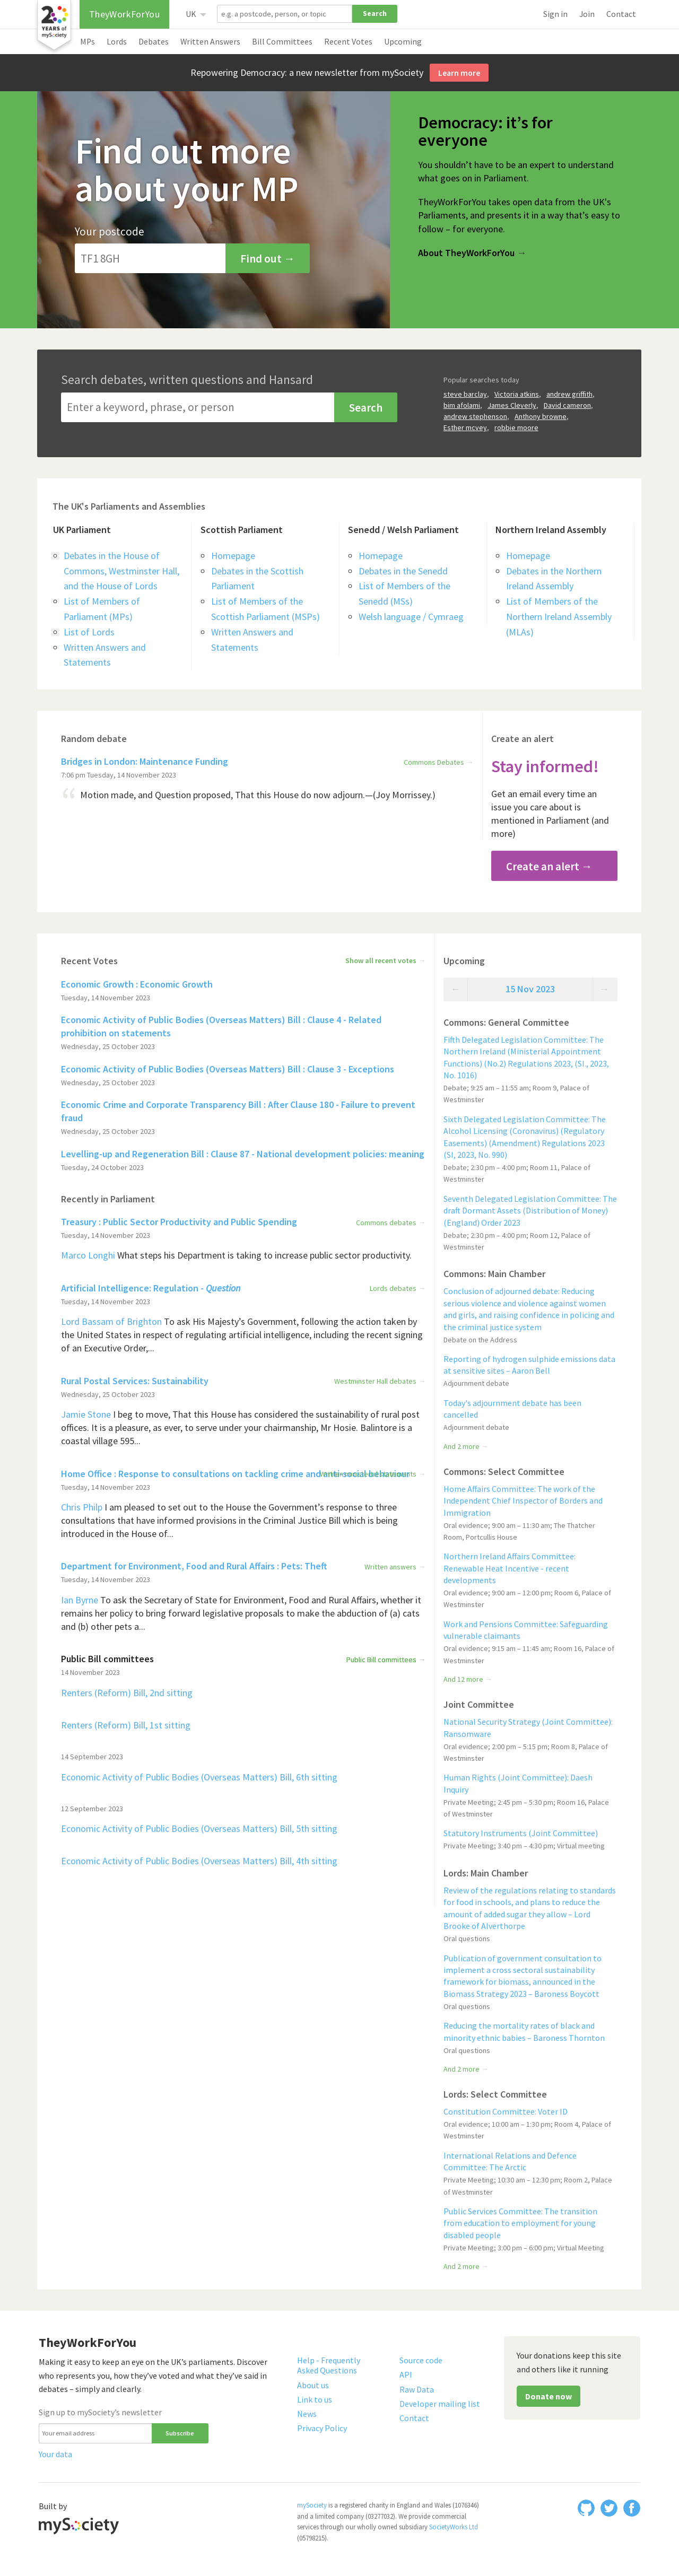 20 YEARS of mySociety
TheyWorkForYou
UK
e.g. a postcode, person, or topic
Search
Sign in
Join
Contact
MPs
Lords
Debates
Written Answers
Bill Committees
Recent Votes
Upcoming
Repowering Democracy: a new newsletter from mySociety
Learn more
Find out more
about your MP
Your postcode
TF1 8GH
Find out →
Democracy: it’s for
everyone
You shouldn’t have to be an expert to understand
what goes on in Parliament.
TheyWorkForYou takes open data from the UK’s
Parliaments, and presents it in a way that’s easy to
follow – for everyone.
About TheyWorkForYou →
Search debates, written questions and Hansard
Enter a keyword, phrase, or person
Search
Popular searches today
steve barclay, Victoria atkins, andrew griffith,
bim afolami, James Cleverly, David cameron,
andrew stephenson, Anthony browne,
Esther mcvey, robbie moore
The UK's Parliaments and Assemblies
UK Parliament
Debates in the House of
Commons, Westminster Hall,
and the House of Lords
List of Members of
Parliament (MPs)
List of Lords
Written Answers and
Statements
Scottish Parliament
Homepage
Debates in the Scottish
Parliament
List of Members of the
Scottish Parliament (MSPs)
Written Answers and
Statements
Senedd / Welsh Parliament
Homepage
Debates in the Senedd
List of Members of the
Senedd (MSs)
Welsh language / Cymraeg
Northern Ireland Assembly
Homepage
Debates in the Northern
Ireland Assembly
List of Members of the
Northern Ireland Assembly
(MLAs)
Random debate
Bridges in London: Maintenance Funding
Commons Debates →
7:06 pm Tuesday, 14 November 2023
“ Motion made, and Question proposed, That this House do now adjourn.—(Joy Morrissey.)
Create an alert
Stay informed!
Get an email every time an
issue you care about is
mentioned in Parliament (and
more)
Create an alert →
Recent Votes
Show all recent votes →
Economic Growth : Economic Growth
Tuesday, 14 November 2023
Economic Activity of Public Bodies (Overseas Matters) Bill : Clause 4 - Related
prohibition on statements
Wednesday, 25 October 2023
Economic Activity of Public Bodies (Overseas Matters) Bill : Clause 3 - Exceptions
Wednesday, 25 October 2023
Economic Crime and Corporate Transparency Bill : After Clause 180 - Failure to prevent
fraud
Wednesday, 25 October 2023
Levelling-up and Regeneration Bill : Clause 87 - National development policies: meaning
Tuesday, 24 October 2023
Recently in Parliament
Treasury : Public Sector Productivity and Public Spending
Commons debates →
Tuesday, 14 November 2023
Marco Longhi What steps his Department is taking to increase public sector productivity.
Artificial Intelligence: Regulation - Question
Lords debates →
Tuesday, 14 November 2023
Lord Bassam of Brighton To ask His Majesty’s Government, following the action taken by
the United States in respect of regulating artificial intelligence, including the recent signing
of an Executive Order,...
Rural Postal Services: Sustainability
Westminster Hall debates →
Wednesday, 25 October 2023
Jamie Stone I beg to move, That this House has considered the sustainability of rural post
offices. It is a pleasure, as ever, to serve under your chairmanship, Mr Hosie. Balintore is a
coastal village 595...
Home Office : Response to consultations on tackling crime and anti-social behaviour
Tuesday, 14 November 2023
Chris Philp I am pleased to set out to the House the Government’s response to three
consultations that have informed provisions in the Criminal Justice Bill which is being
introduced in the House of...
Department for Environment, Food and Rural Affairs : Pets: Theft
Written answers →
Tuesday, 14 November 2023
Ian Byrne To ask the Secretary of State for Environment, Food and Rural Affairs, whether it
remains her policy to bring forward legislative proposals to make the abduction of (a) cats
and (b) other pets a...
Public Bill committees
Public Bill committees →
14 November 2023
Renters (Reform) Bill, 2nd sitting
Renters (Reform) Bill, 1st sitting
14 September 2023
Economic Activity of Public Bodies (Overseas Matters) Bill, 6th sitting
12 September 2023
Economic Activity of Public Bodies (Overseas Matters) Bill, 5th sitting
Economic Activity of Public Bodies (Overseas Matters) Bill, 4th sitting
Upcoming
← 15 Nov 2023 →
Commons: General Committee
Fifth Delegated Legislation Committee: The
Northern Ireland (Ministerial Appointment
Functions) (No.2) Regulations 2023, (SI., 2023,
No. 1016)
Debate; 9:25 am – 11:55 am; Room 9, Palace of
Westminster
Sixth Delegated Legislation Committee: The
Alcohol Licensing (Coronavirus) (Regulatory
Easements) (Amendment) Regulations 2023
(SI, 2023, No. 990)
Debate; 2:30 pm – 4:00 pm; Room 11, Palace of
Westminster
Seventh Delegated Legislation Committee: The
draft Dormant Assets (Distribution of Money)
(England) Order 2023
Debate; 2:30 pm – 4:00 pm; Room 12, Palace of
Westminster
Commons: Main Chamber
Conclusion of adjourned debate: Reducing
serious violence and violence against women
and girls, and raising confidence in policing and
the criminal justice system
Debate on the Address
Reporting of hydrogen sulphide emissions data
at sensitive sites – Aaron Bell
Adjournment debate
Today's adjournment debate has been
cancelled
Adjournment debate
And 2 more →
Commons: Select Committee
Home Affairs Committee: The work of the
Independent Chief Inspector of Borders and
Immigration
Oral evidence; 9:00 am – 11:30 am; The Thatcher
Room, Portcullis House
Northern Ireland Affairs Committee:
Renewable Heat Incentive - recent
developments
Oral evidence; 9:00 am – 12:00 pm; Room 6, Palace of
Westminster
Work and Pensions Committee: Safeguarding
vulnerable claimants
Oral evidence; 9:15 am – 11:45 am; Room 16, Palace of
Westminster
And 12 more →
Joint Committee
National Security Strategy (Joint Committee):
Ransomware
Oral evidence; 2:00 pm – 5:15 pm; Room 8, Palace of
Westminster
Human Rights (Joint Committee): Daesh
Inquiry
Private Meeting; 2:45 pm – 5:30 pm; Room 16, Palace
of Westminster
Statutory Instruments (Joint Committee)
Private Meeting; 3:40 pm – 4:30 pm; Virtual meeting
Lords: Main Chamber
Review of the regulations relating to standards
for food in schools, and plans to reduce the
amount of added sugar they allow – Lord
Brooke of Alverthorpe
Oral questions
Publication of government consultation to
implement a cross sectoral sustainability
framework for biomass, announced in the
Biomass Strategy 2023 – Baroness Boycott
Oral questions
Reducing the mortality rates of black and
minority ethnic babies – Baroness Thornton
Oral questions
And 2 more →
Lords: Select Committee
Constitution Committee: Voter ID
Oral evidence; 10:00 am – 1:30 pm; Room 4, Palace of
Westminster
International Relations and Defence
Committee: The Arctic
Private Meeting; 10:30 am – 12:30 pm; Room 2, Palace
of Westminster
Public Services Committee: The transition
from education to employment for young
disabled people
Private Meeting; 3:00 pm – 6:00 pm; Virtual Meeting
And 2 more →
TheyWorkForYou
Making it easy to keep an eye on the UK’s parliaments. Discover
who represents you, how they’ve voted and what they’ve said in
debates – simply and clearly.
Sign up to mySociety’s newsletter
Your email address
Subscribe
Your data
Help - Frequently
Asked Questions
About us
Link to us
News
Privacy Policy
Source code
API
Raw Data
Developer mailing list
Contact
Your donations keep this site
and others like it running
Donate now
Built by
mySociety
mySociety is a registered charity in England and Wales (1076346)
and a limited company (03277032). We provide commercial
services through our wholly owned subsidiary SocietyWorks Ltd
(05798215).